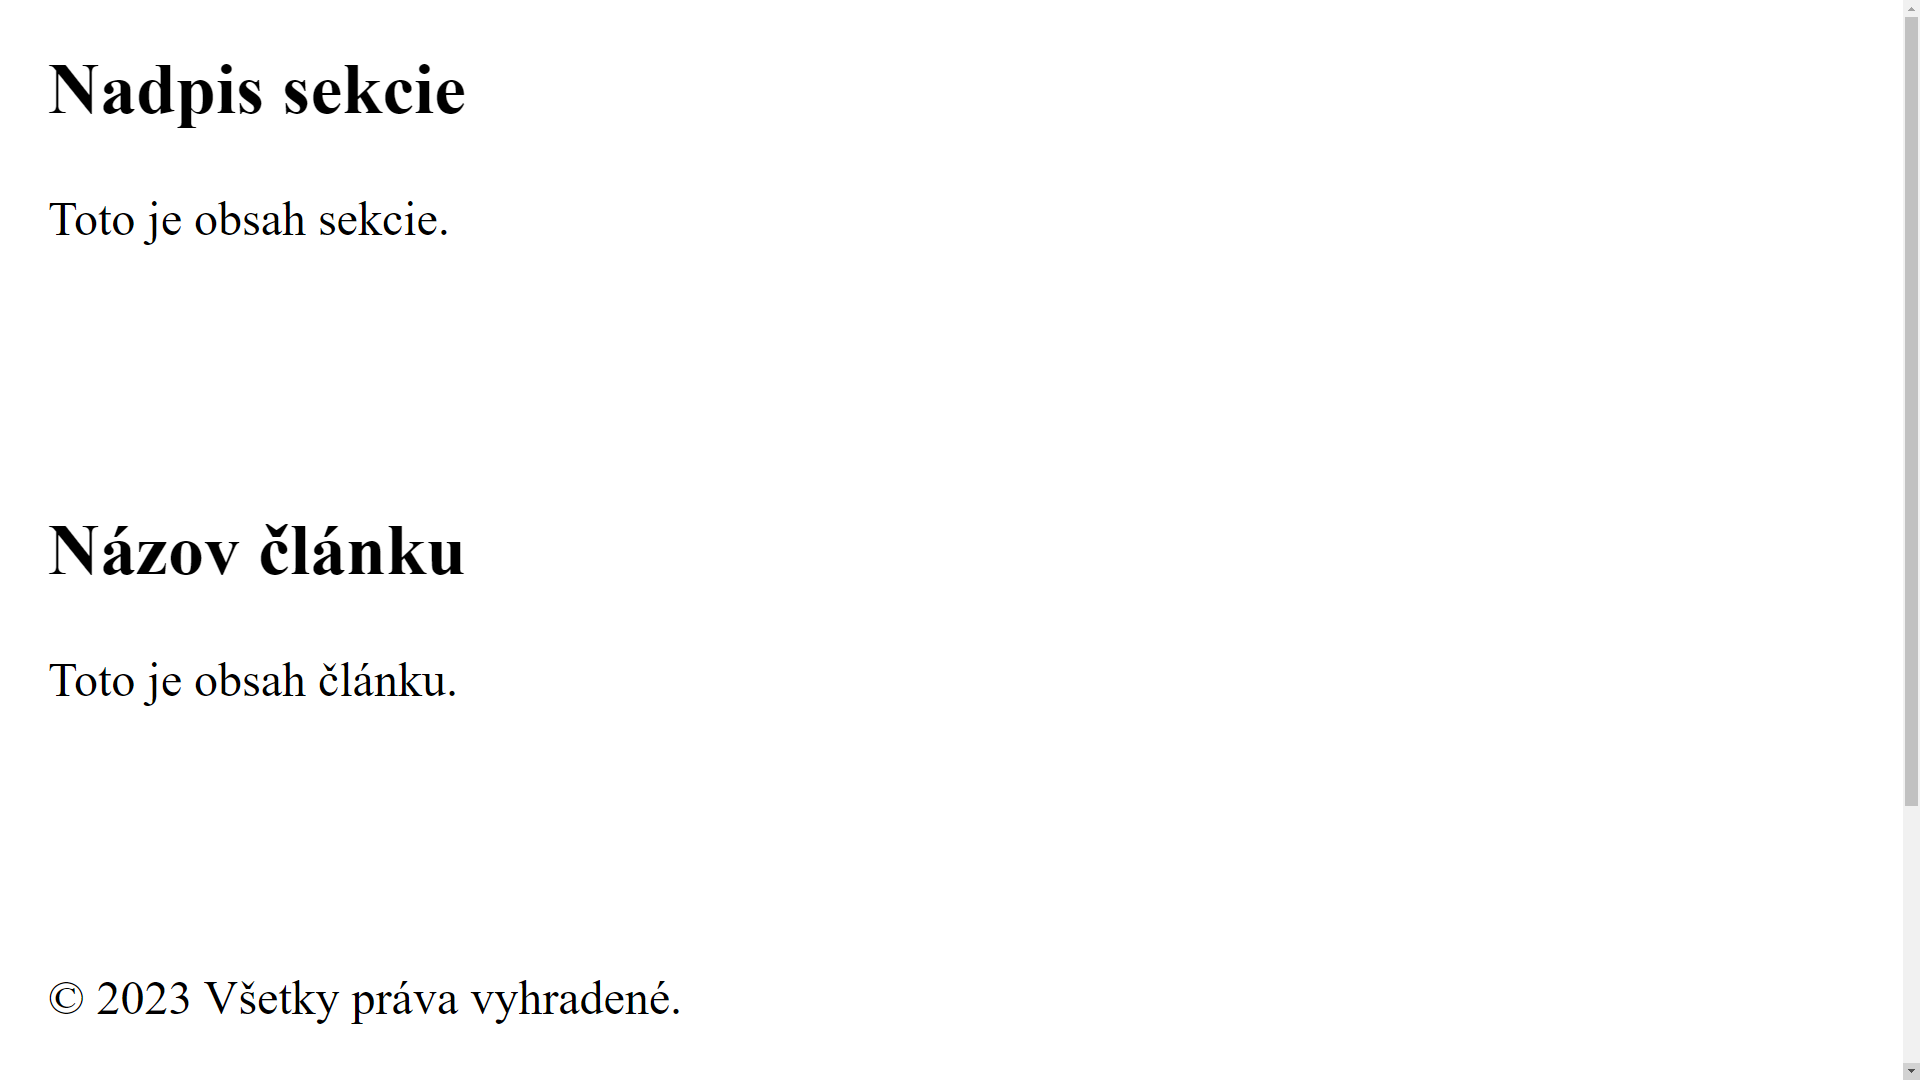 Nadpis sekcie
Toto je obsah sekcie.
Názov článku
Toto je obsah článku.
© 2023 Všetky práva vyhradené.